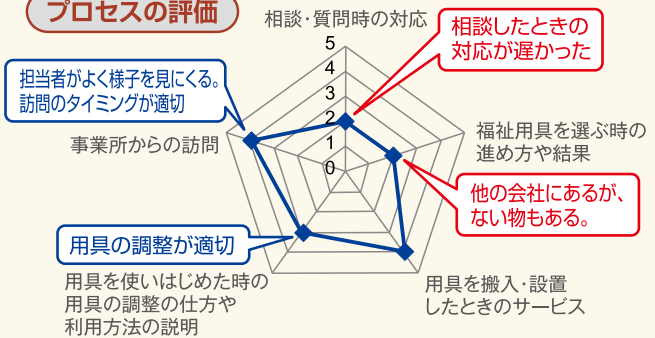 プロセスの評価
相談・質問時の対応
相談したときの
対応が遅かった
5
4
3
2
1
0
担当者がよく様子を見にくる。
訪問のタイミングが適切
事業所からの訪問
福祉用具を選ぶ時の
進め方や結果
他の会社にあるが、
ない物もある。
用具の調整が適切
用具を使いはじめた時の
用具の調整の仕方や
利用方法の説明
用具を搬入・設置
したときのサービス